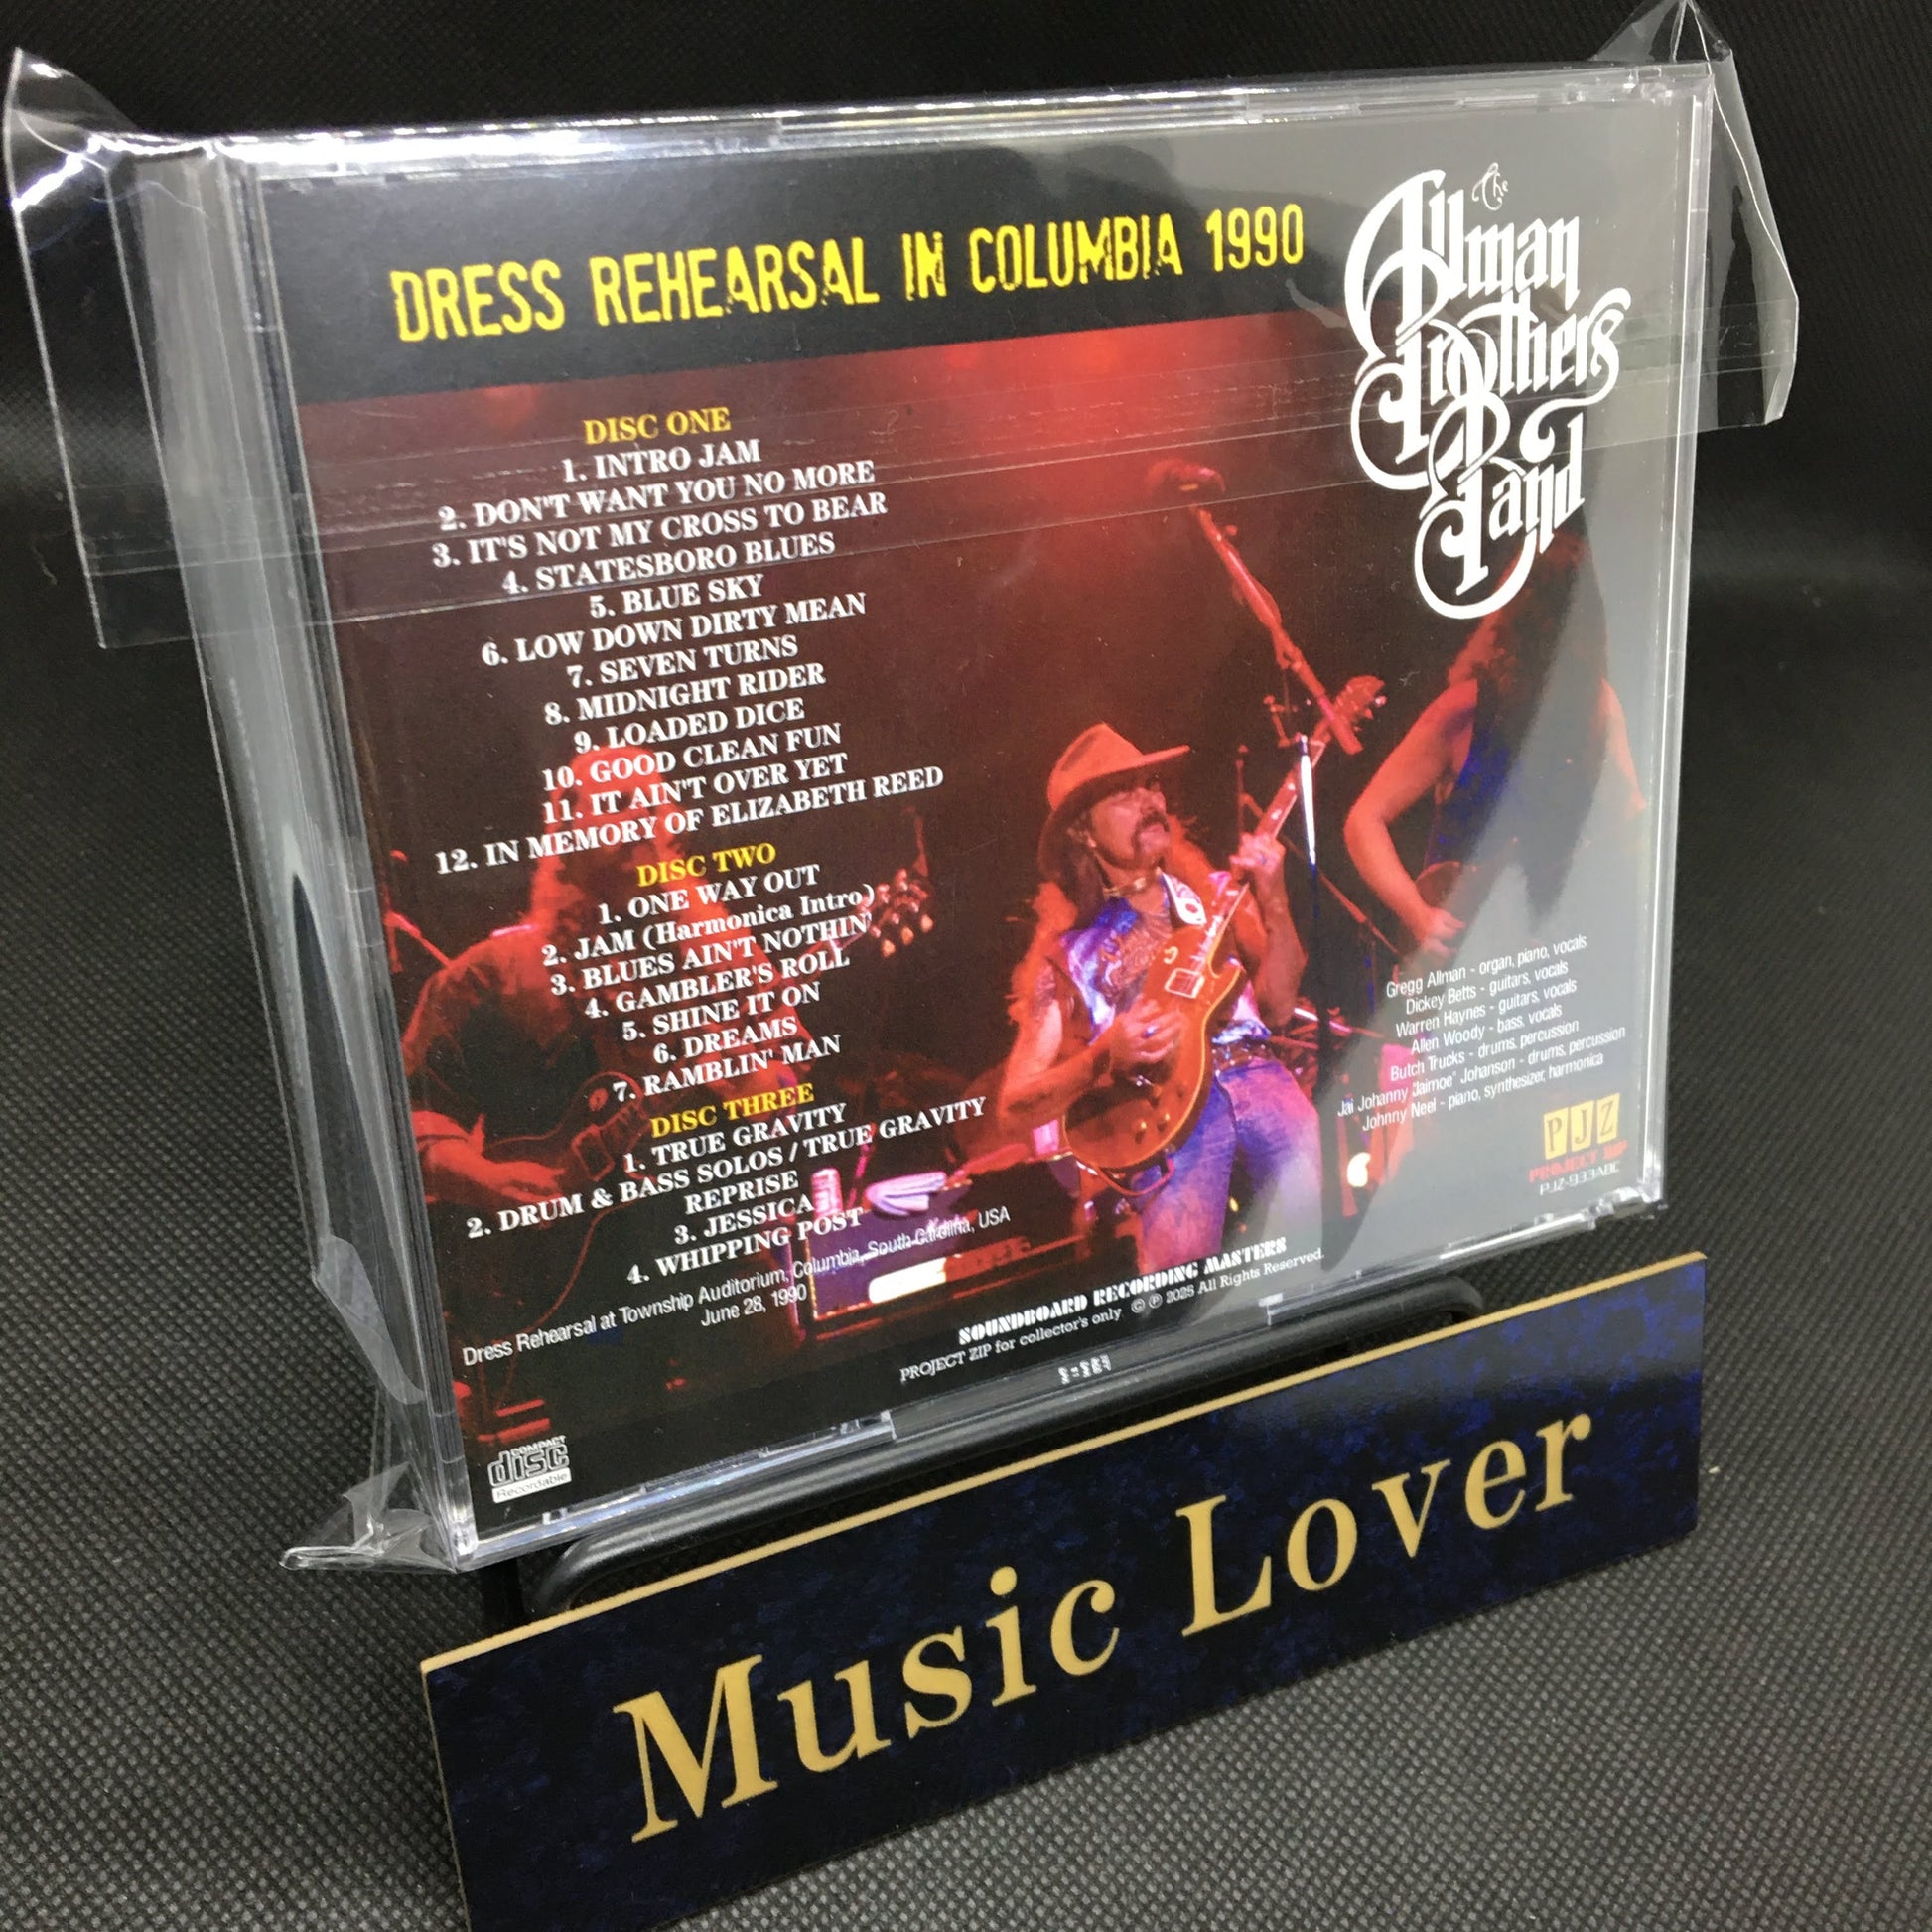 DRESS REHEARSAL IN COLUMBIA 1990
The
Allman
Brothers
Band
DISC ONE
1. INTRO JAM
2. DON'T WANT YOU NO MORE
3. IT'S NOT MY CROSS TO BEAR
4. STATESBORO BLUES
5. BLUE SKY
6. LOW DOWN DIRTY MEAN
7. SEVEN TURNS
8. MIDNIGHT RIDER
9. LOADED DICE
10. GOOD CLEAN FUN
11. IT AIN'T OVER YET
12. IN MEMORY OF ELIZABETH REED
DISC TWO
1. ONE WAY OUT
2. JAM (Harmonica Intro)
3. BLUES AIN'T NOTHIN'
4. GAMBLER'S ROLL
5. SHINE IT ON
6. DREAMS
7. RAMBLIN' MAN
DISC THREE
1. TRUE GRAVITY
2. DRUM & BASS SOLOS / TRUE GRAVITY
REPRISE
3. JESSICA
4. WHIPPING POST
Dress Rehearsal at Township Auditorium, Columbia, South Carolina, USA
June 28, 1990
Gregg Allman - organ, piano, vocals
Dickey Betts - guitars, vocals
Warren Haynes - guitars, vocals
Allen Woody - bass, vocals
Butch Trucks - drums, percussion
Jai Johanny "Jaimoe" Johanson - drums, percussion
Johnny Neel - piano, synthesizer, harmonica
PJZ
PROJECT ZIP
PJZ-933ABC
SOUNDBOARD RECORDING MASTERS
PROJECT ZIP for collector's only © ℗ 2025 All Rights Reserved.
COMPACT
disc
Recordable
Music Lover